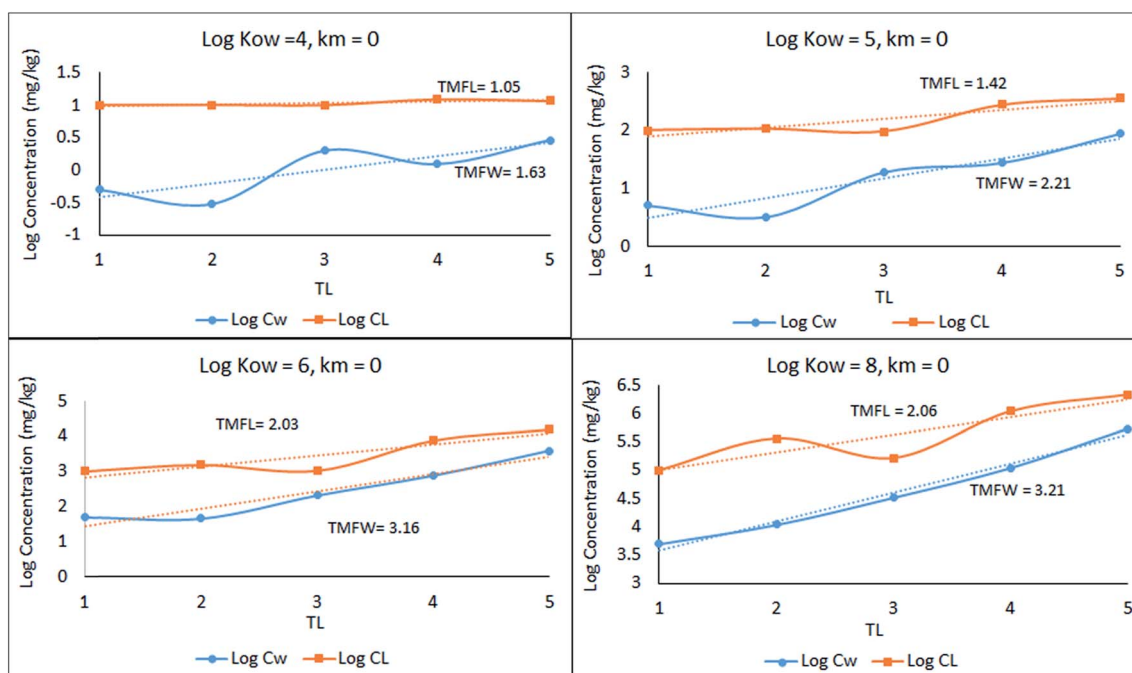 Log Kow =4, km = 0
Log Concentration (mg/kg)
1.5
1
0.5
0
-0.5
-1
TMFL= 1.05
TMFW= 1.63
1 2 3 4 5
TL
Log Cw Log CL
Log Kow = 5, km = 0
Log Concentration (mg/kg)
3
2
1
0
TMFL = 1.42
TMFW = 2.21
1 2 3 4 5
TL
Log Cw Log CL
Log Kow = 6, km = 0
Log Concentration (mg/kg)
5
4
3
2
1
0
TMFL= 2.03
TMFW= 3.16
1 2 3 4 5
TL
Log Cw Log CL
Log Kow = 8, km = 0
Log Concentration (mg/kg)
6.5
6
5.5
5
4.5
4
3.5
3
TMFL = 2.06
TMFW = 3.21
1 2 3 4 5
TL
Log Cw Log CL